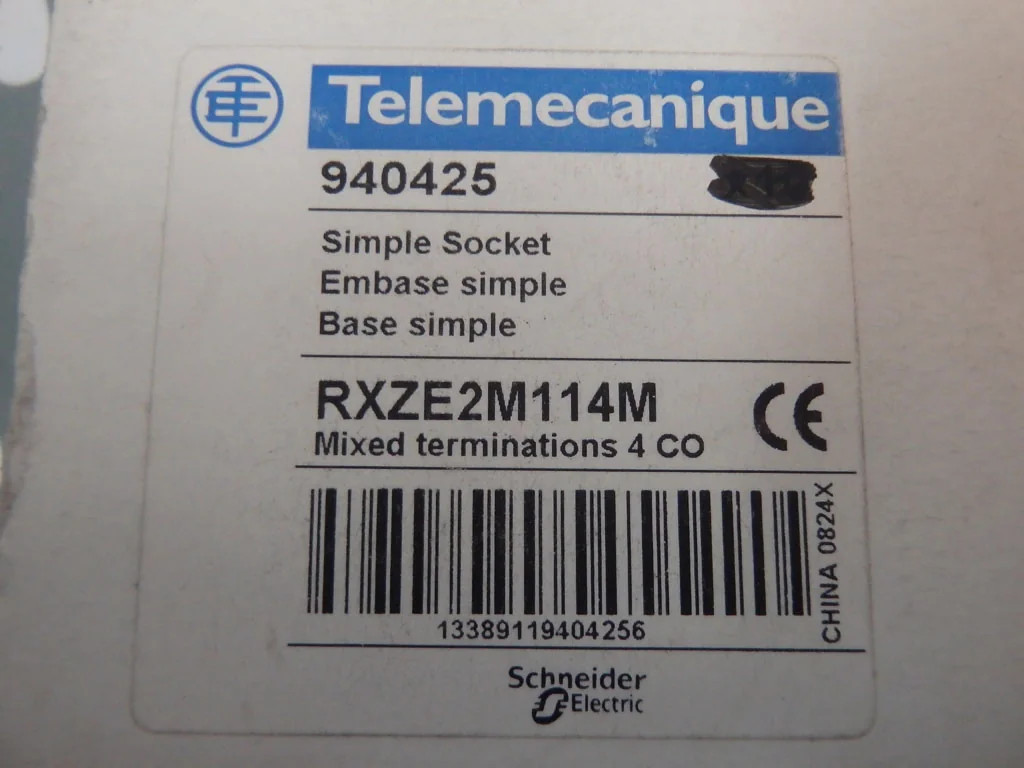 Telemecanique
940425
Simple Socket
Embase simple
Base simple
RXZE2M114M
CE
Mixed terminations 4 CO
CHINA 0824X
13389119404256
Schneider
Electric